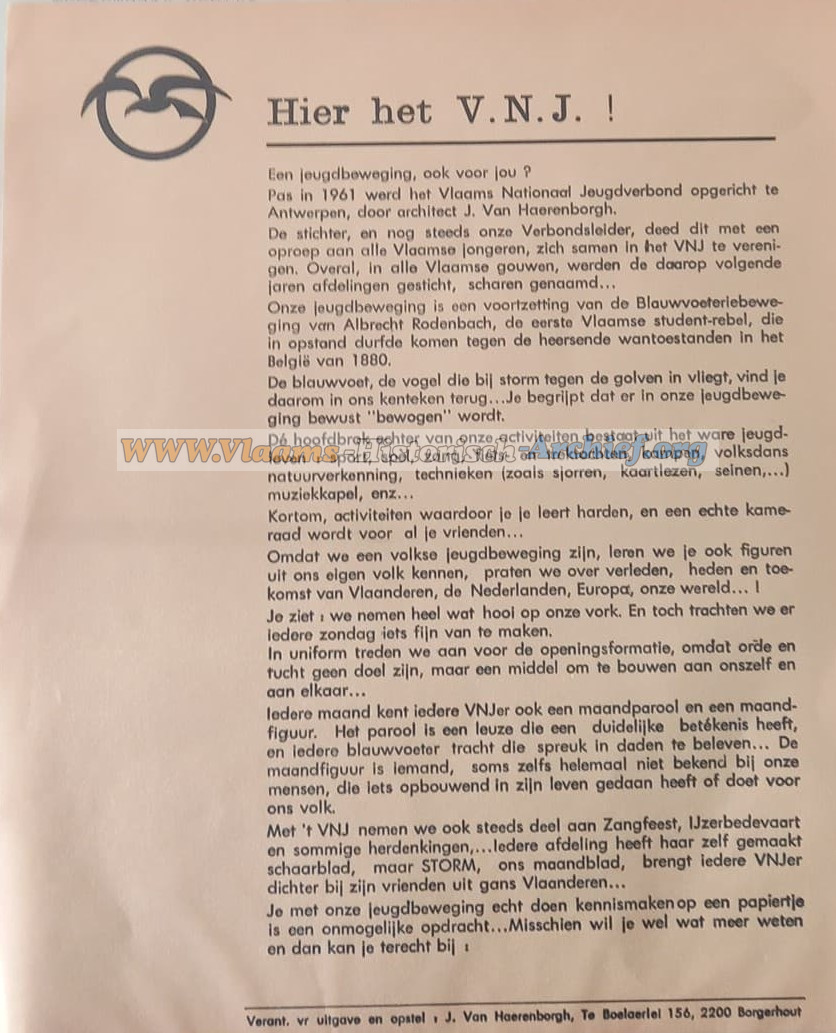 Hier het V.N.J. !
Een jeugdbeweging, ook voor jou ?
Pas in 1961 werd het Vlaams Nationaal Jeugdverbond opgericht te
Antwerpen, door architect J. Van Haerenborgh.
De stichter, en nog steeds onze Verbondsleider, deed dit met een
oproep aan alle Vlaamse jongeren, zich samen in het VNJ te vereni-
gen. Overal, in alle Vlaamse gouwen, werden de daarop volgende
jaren afdelingen gesticht, scharen genaamd...
Onze jeugdbeweging is een voortzetting van de Blauwvoeteriebewe-
ging van Albrecht Rodenbach, de eerste Vlaamse student-rebel, die
in opstand durfde komen tegen de heersende wantoestanden in het
België van 1880.
De blauwvoet, de vogel die bij storm tegen de golven in vliegt, vind je
daarom in ons kenteken terug...Je begrijpt dat er in onze jeugdbewe-
ging bewust "bewogen" wordt.
Dé hoofdbrok echter van onze activiteiten bestaat uit het ware jeugd-
leven : sport, spel, zang, fiets- en trektochten, kampen, volksdans
www.Vlaams-Historisch-Archief.org
natuurverkenning, technieken (zoals sjorren, kaartlezen, seinen,...)
muziekkapel, enz...
Kortom, activiteiten waardoor je je leert harden, en een echte kame-
raad wordt voor al je vrienden...
Omdat we een volkse jeugdbeweging zijn, leren we je ook figuren
uit ons eigen volk kennen, praten we over verleden, heden en toe-
komst van Vlaanderen, de Nederlanden, Europa, onze wereld... !
Je ziet : we nemen heel wat hooi op onze vork. En toch trachten we er
iedere zondag iets fijn van te maken.
In uniform treden we aan voor de openingsformatie, omdat orde en
tucht geen doel zijn, maar een middel om te bouwen aan onszelf en
aan elkaar...
Iedere maand kent iedere VNJer ook een maandparool en een maand-
figuur. Het parool is een leuze die een duidelijke betékenis heeft,
en iedere blauwvoeter tracht die spreuk in daden te beleven... De
maandfiguur is iemand, soms zelfs helemaal niet bekend bij onze
mensen, die iets opbouwend in zijn leven gedaan heeft of doet voor
ons volk.
Met 't VNJ nemen we ook steeds deel aan Zangfeest, IJzerbedevaart
en sommige herdenkingen,...Iedere afdeling heeft haar zelf gemaakt
schaarblad, maar STORM, ons maandblad, brengt iedere VNJer
dichter bij zijn vrienden uit gans Vlaanderen...
Je met onze jeugdbeweging echt doen kennismaken op een papiertje
is een onmogelijke opdracht...Misschien wil je wel wat meer weten
en dan kan je terecht bij :
Verant. vr uitgave en opstel : J. Van Haerenborgh, Te Boelaerlei 156, 2200 Borgerhout